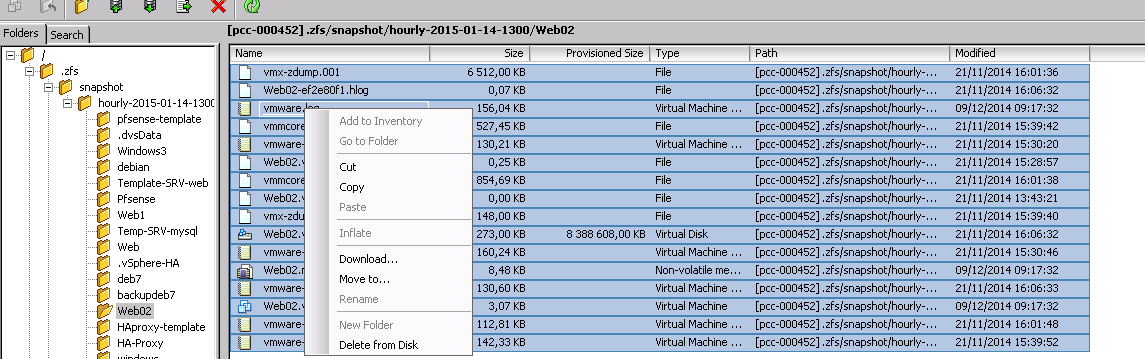 [pcc-000452] .zfs/snapshot/hourly-2015-01-14-1300/Web02
Folders Search
/
.zfs
snapshot
hourly-2015-01-14-1300
pfsense-template
.dvsData
Windows3
debian
Template-SRV-web
Pfsense
Web1
Temp-SRV-mysql
Web
.vSphere-HA
deb7
backupdeb7
Web02
HAproxy-template
HA-Proxy
windows
Name Size Provisioned Size Type Path Modified
vmx-zdump.001 6 512,00 KB File [pcc-000452] .zfs/snapshot/hourly-... 21/11/2014 16:01:36
Web02-ef2e80f1.hlog 0,07 KB File [pcc-000452] .zfs/snapshot/hourly-... 21/11/2014 16:01:36
vmware.log 156,04 KB Virtual Machine ... [pcc-000452] .zfs/snapshot/hourly-... 09/12/2014 09:17:32
vmmcore 527,45 KB File [pcc-000452] .zfs/snapshot/hourly-... 21/11/2014 15:39:42
vmware- 130,21 KB Virtual Machine ... [pcc-000452] .zfs/snapshot/hourly-... 21/11/2014 15:30:20
Web02.v 0,25 KB File [pcc-000452] .zfs/snapshot/hourly-... 21/11/2014 15:28:57
vmmcore 854,69 KB File [pcc-000452] .zfs/snapshot/hourly-... 21/11/2014 16:01:38
Web02.v 0,00 KB File [pcc-000452] .zfs/snapshot/hourly-... 21/11/2014 13:43:21
vmx-zdu 148,00 KB File [pcc-000452] .zfs/snapshot/hourly-... 21/11/2014 15:39:40
Web02.v 273,00 KB 8 388 608,00 KB Virtual Disk [pcc-000452] .zfs/snapshot/hourly-... 09/12/2014 09:17:32
vmware- 160,24 KB Virtual Machine ... [pcc-000452] .zfs/snapshot/hourly-... 21/11/2014 15:30:46
Web02.n 8,48 KB Non-volatile me... [pcc-000452] .zfs/snapshot/hourly-... 09/12/2014 09:17:32
vmware- 130,60 KB Virtual Machine ... [pcc-000452] .zfs/snapshot/hourly-... 21/11/2014 16:01:33
Web02.v 3,07 KB Virtual Machine [pcc-000452] .zfs/snapshot/hourly-... 09/12/2014 09:17:32
vmware- 112,81 KB Virtual Machine ... [pcc-000452] .zfs/snapshot/hourly-... 21/11/2014 16:01:48
vmware- 142,33 KB Virtual Machine ... [pcc-000452] .zfs/snapshot/hourly-... 21/11/2014 15:39:52
Add to Inventory
Go to Folder
Cut
Copy
Paste
Inflate
Download...
Move to...
Rename
New Folder
Delete from Disk